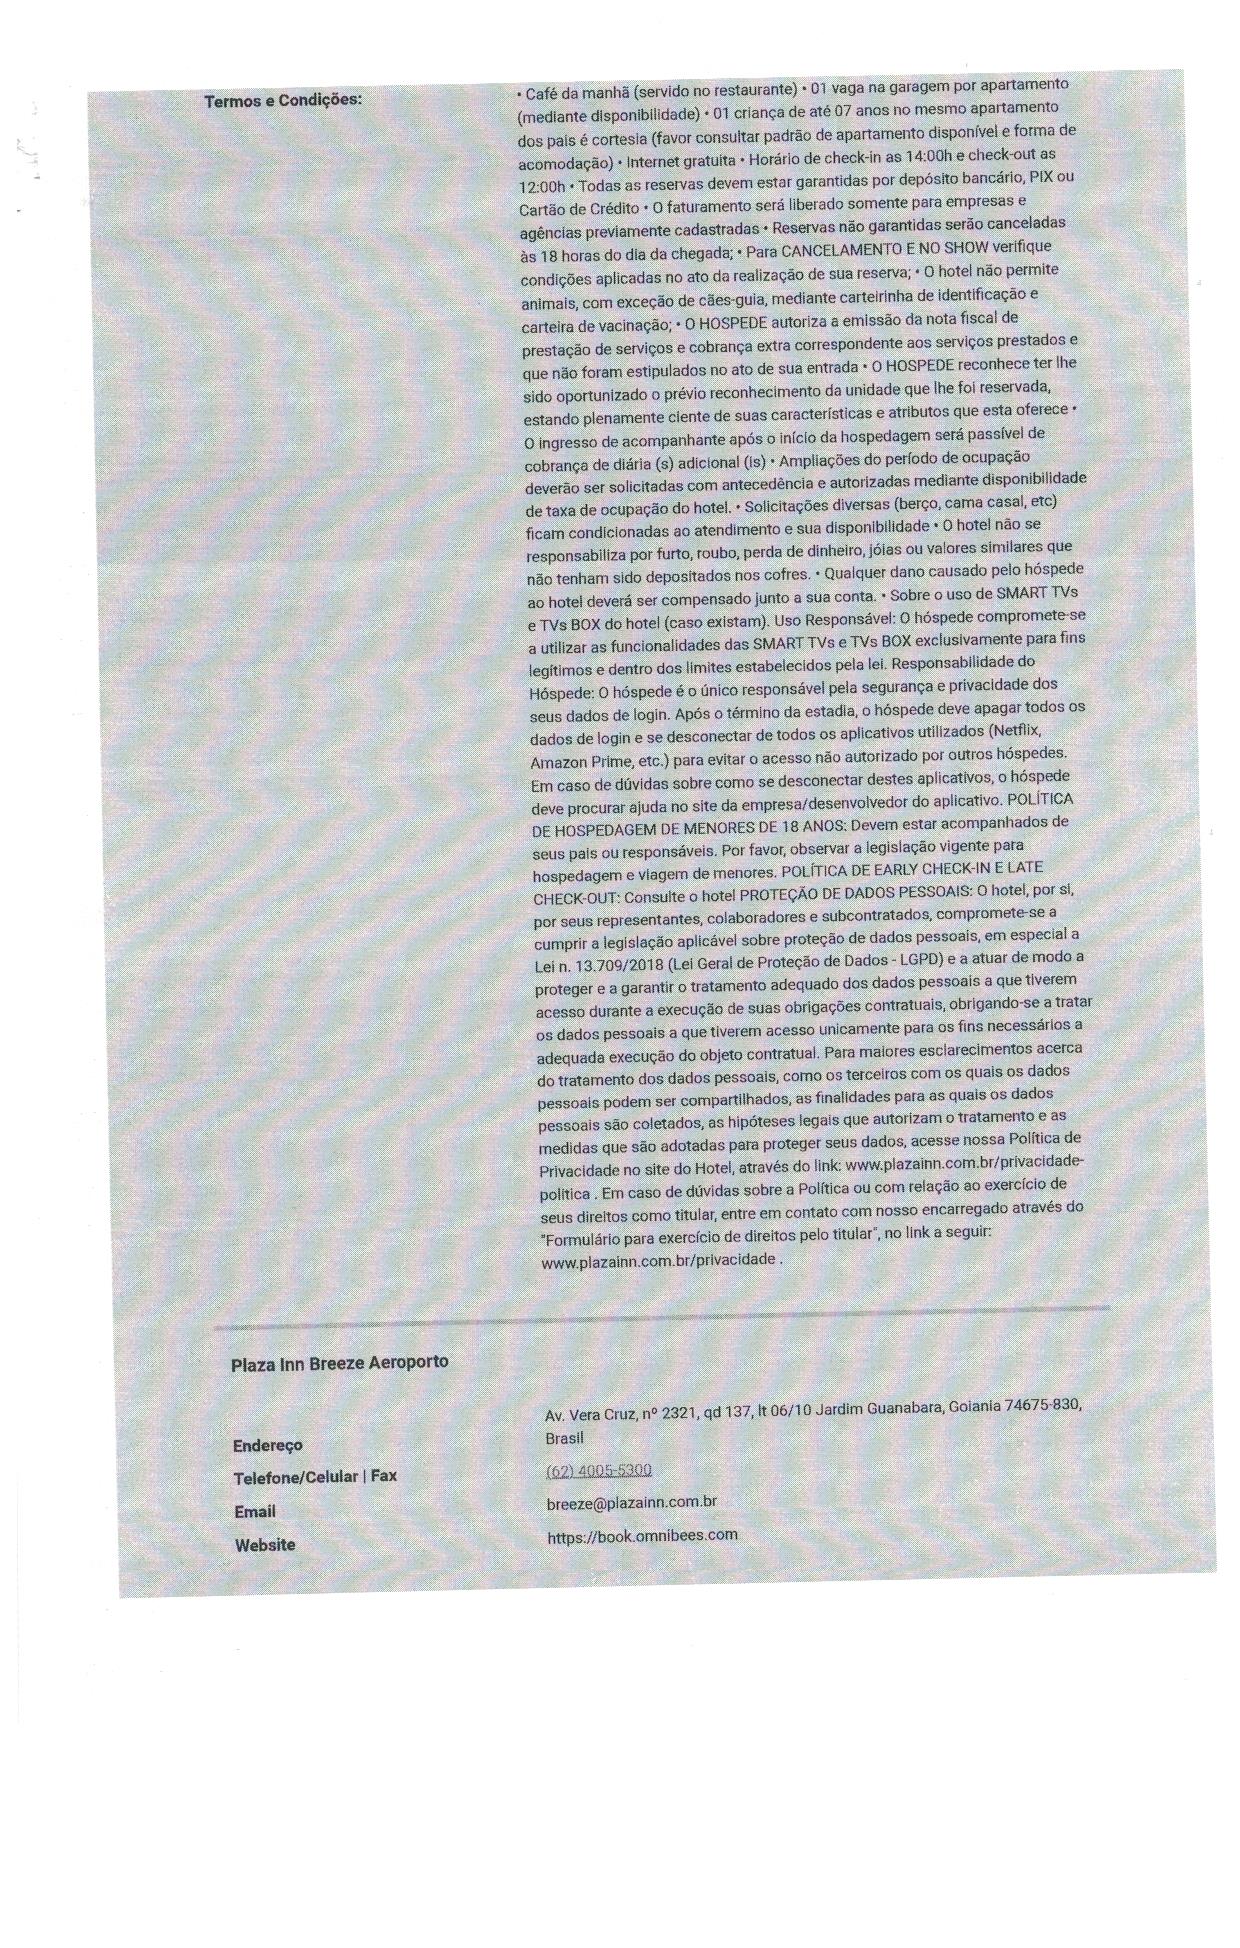 Termos e Condições:
• Café da manhã (servido no restaurante) • 01 vaga na garagem por apartamento
(mediante disponibilidade) • 01 criança de até 07 anos no mesmo apartamento
dos pais é cortesia (favor consultar padrão de apartamento disponível e forma de
acomodação) • Internet gratuita • Horário de check-in as 14:00h e check-out as
12:00h • Todas as reservas devem estar garantidas por depósito bancário, PIX ou
Cartão de Crédito • O faturamento será liberado somente para empresas e
agências previamente cadastradas • Reservas não garantidas serão canceladas
às 18 horas do dia da chegada; • Para CANCELAMENTO E NO SHOW verifique
condições aplicadas no ato da realização de sua reserva; • O hotel não permite
animais, com exceção de cães-guia, mediante carteirinha de identificação e
carteira de vacinação; • O HOSPEDE autoriza a emissão da nota fiscal de
prestação de serviços e cobrança extra correspondente aos serviços prestados e
que não foram estipulados no ato de sua entrada • O HOSPEDE reconhece ter lhe
sido oportunizado o prévio reconhecimento da unidade que lhe foi reservada,
estando plenamente ciente de suas características e atributos que esta oferece •
O ingresso de acompanhante após o início da hospedagem será passível de
cobrança de diária (s) adicional (is) • Ampliações do período de ocupação
deverão ser solicitadas com antecedência e autorizadas mediante disponibilidade
de taxa de ocupação do hotel. • Solicitações diversas (berço, cama casal, etc)
ficam condicionadas ao atendimento e sua disponibilidade • O hotel não se
responsabiliza por furto, roubo, perda de dinheiro, jóias ou valores similares que
não tenham sido depositados nos cofres. • Qualquer dano causado pelo hóspede
ao hotel deverá ser compensado junto a sua conta. • Sobre o uso de SMART TVs
e TVs BOX do hotel (caso existam). Uso Responsável: O hóspede compromete-se
a utilizar as funcionalidades das SMART TVs e TVs BOX exclusivamente para fins
legítimos e dentro dos limites estabelecidos pela lei. Responsabilidade do
Hóspede: O hóspede é o único responsável pela segurança e privacidade dos
seus dados de login. Após o término da estadia, o hóspede deve apagar todos os
dados de login e se desconectar de todos os aplicativos utilizados (Netflix,
Amazon Prime, etc.) para evitar o acesso não autorizado por outros hóspedes.
Em caso de dúvidas sobre como se desconectar destes aplicativos, o hóspede
deve procurar ajuda no site da empresa/desenvolvedor do aplicativo. POLÍTICA
DE HOSPEDAGEM DE MENORES DE 18 ANOS: Devem estar acompanhados de
seus pais ou responsáveis. Por favor, observar a legislação vigente para
hospedagem e viagem de menores. POLÍTICA DE EARLY CHECK-IN E LATE
CHECK-OUT: Consulte o hotel PROTEÇÃO DE DADOS PESSOAIS: O hotel, por si,
por seus representantes, colaboradores e subcontratados, compromete-se a
cumprir a legislação aplicável sobre proteção de dados pessoais, em especial a
Lei n. 13.709/2018 (Lei Geral de Proteção de Dados - LGPD) e a atuar de modo a
proteger e a garantir o tratamento adequado dos dados pessoais a que tiverem
acesso durante a execução de suas obrigações contratuais, obrigando-se a tratar
os dados pessoais a que tiverem acesso unicamente para os fins necessários a
adequada execução do objeto contratual. Para maiores esclarecimentos acerca
do tratamento dos dados pessoais, como os terceiros com os quais os dados
pessoais podem ser compartilhados, as finalidades para as quais os dados
pessoais são coletados, as hipóteses legais que autorizam o tratamento e as
medidas que são adotadas para proteger seus dados, acesse nossa Política de
Privacidade no site do Hotel, através do link: www.plazainn.com.br/privacidade-
politica . Em caso de dúvidas sobre a Política ou com relação ao exercício de
seus direitos como titular, entre em contato com nosso encarregado através do
"Formulário para exercício de direitos pelo titular", no link a seguir:
www.plazainn.com.br/privacidade .
Plaza Inn Breeze Aeroporto
Av. Vera Cruz, nº 2321, qd 137, lt 06/10 Jardim Guanabara, Goiania 74675-830,
Endereço Brasil
Telefone/Celular | Fax (62) 4005-5300
Email breeze@plazainn.com.br
Website https://book.omnibees.com